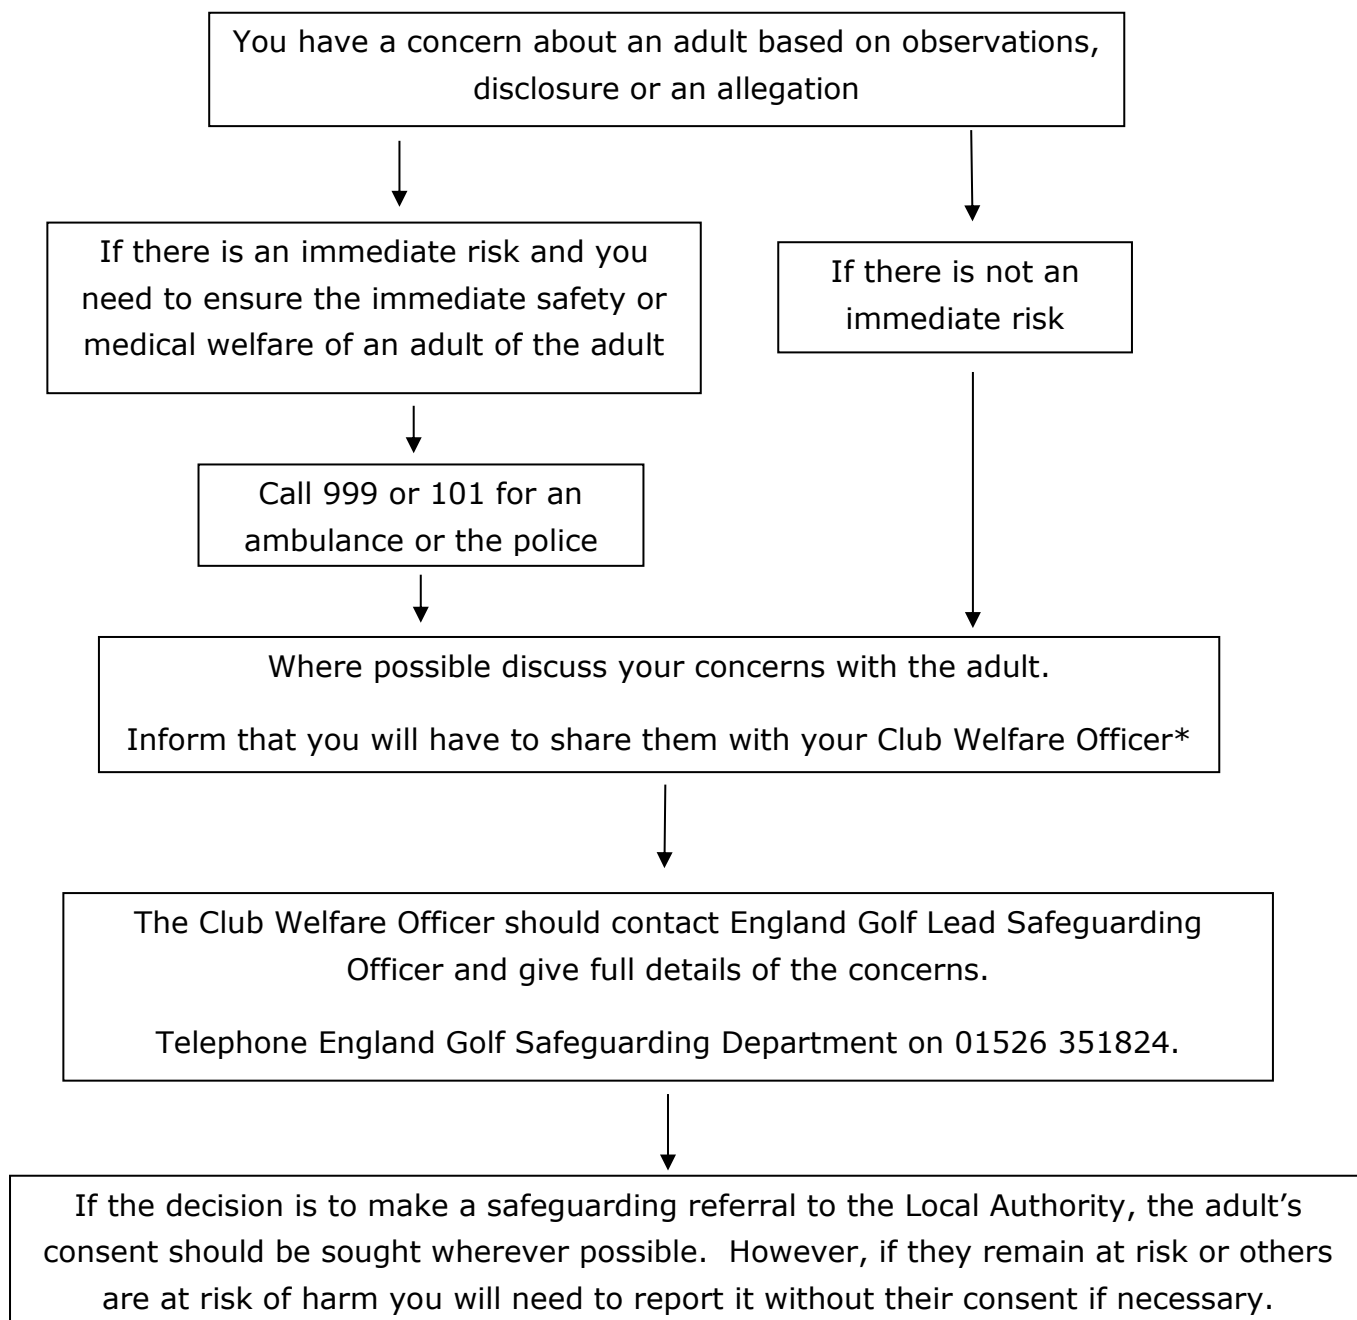 You have a concern about an adult based on observations,
disclosure or an allegation
If there is an immediate risk and you
need to ensure the immediate safety or
medical welfare of an adult of the adult
If there is not an
immediate risk
Call 999 or 101 for an
ambulance or the police
Where possible discuss your concerns with the adult.
Inform that you will have to share them with your Club Welfare Officer*
The Club Welfare Officer should contact England Golf Lead Safeguarding
Officer and give full details of the concerns.
Telephone England Golf Safeguarding Department on 01526 351824.
If the decision is to make a safeguarding referral to the Local Authority, the adult’s
consent should be sought wherever possible.  However, if they remain at risk or others
are at risk of harm you will need to report it without their consent if necessary.